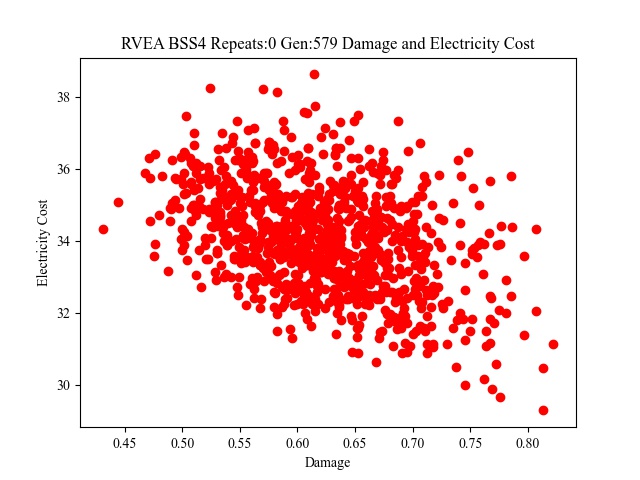 RVEA BSS4 Repeats:0 Gen:579 Damage and Electricity Cost
38
36
34
32
30
Electricity Cost
0.45 0.50 0.55 0.60 0.65 0.70 0.75 0.80
Damage